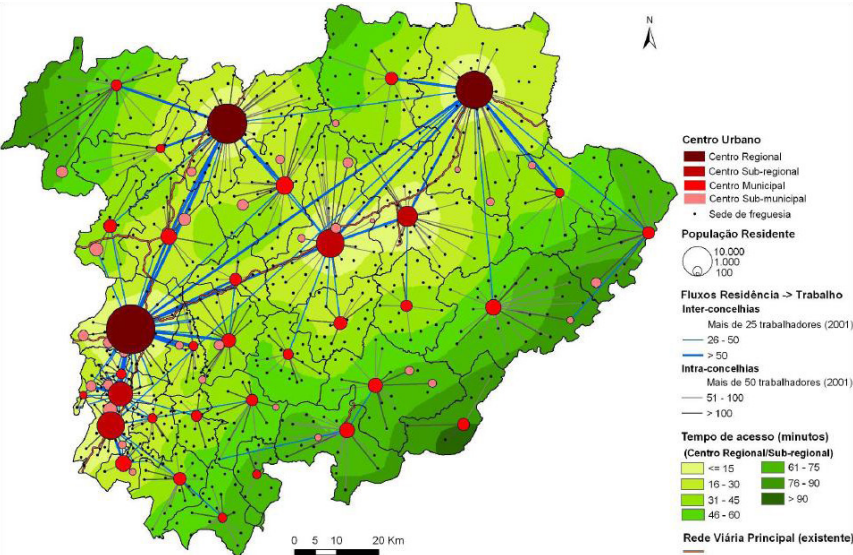 N
Centro Urbano
Centro Regional
Centro Sub-regional
Centro Municipal
Centro Sub-municipal
Sede de freguesia
População Residente
10.000
1.000
100
Fluxos Residência -> Trabalho
Inter-concelhias
Mais de 25 trabalhadores (2001)
26 - 50
> 50
Intra-concelhias
Mais de 50 trabalhadores (2001)
51 - 100
> 100
Tempo de acesso (minutos)
(Centro Regional/Sub-regional)
<= 15
16 - 30
31 - 45
46 - 60
61 - 75
76 - 90
> 90
Rede Viária Principal (existente)
0 5 10 20 Km